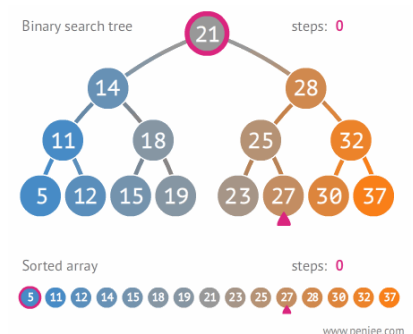 Binary search tree steps: 0
21
14 28
11 18 25 32
5 12 15 19 23 27 30 37
Sorted array steps: 0
5 11 12 14 15 18 19 21 23 25 27 28 30 32 37
www.penjee.com